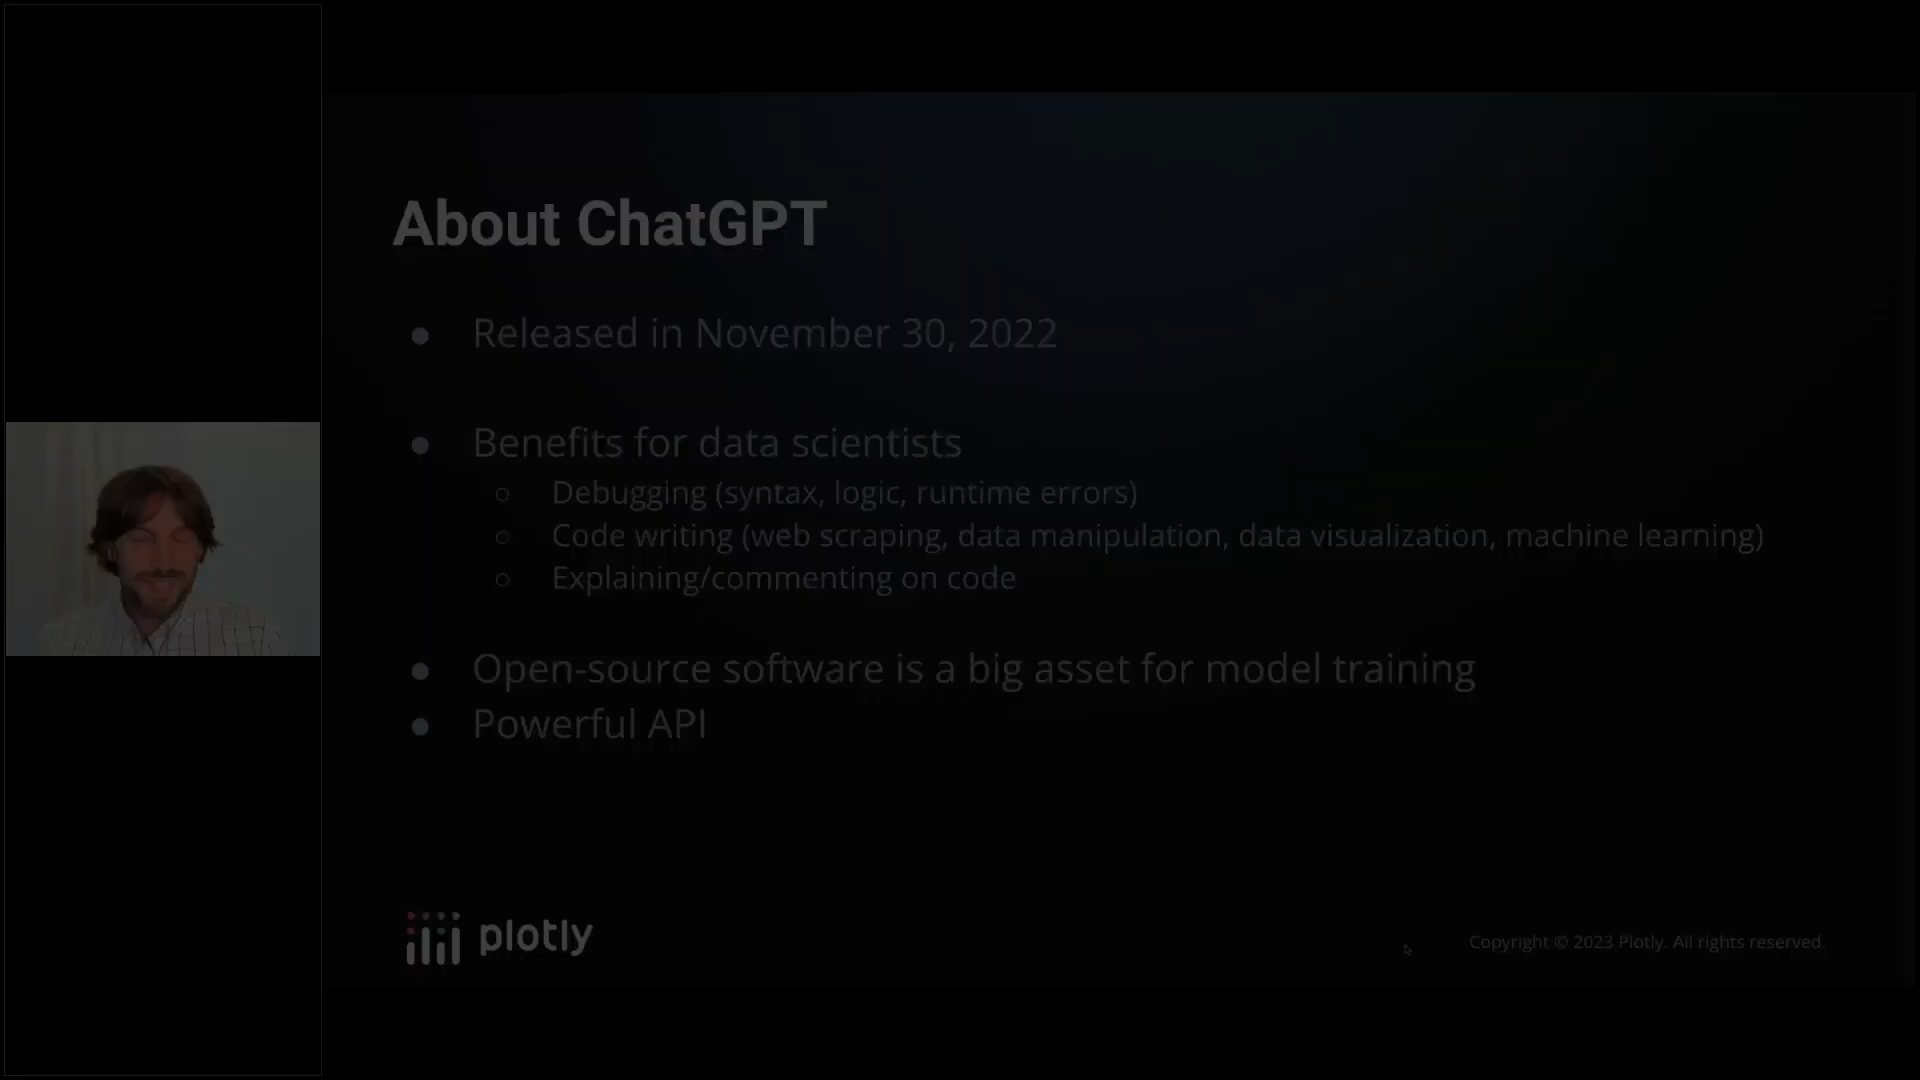 About ChatGPT
● Released in November 30, 2022
● Benefits for data scientists
○ Debugging (syntax, logic, runtime errors)
○ Code writing (web scraping, data manipulation, data visualization, machine learning)
○ Explaining/commenting on code
● Open-source software is a big asset for model training
● Powerful API
plotly
Copyright © 2023 Plotly. All rights reserved.